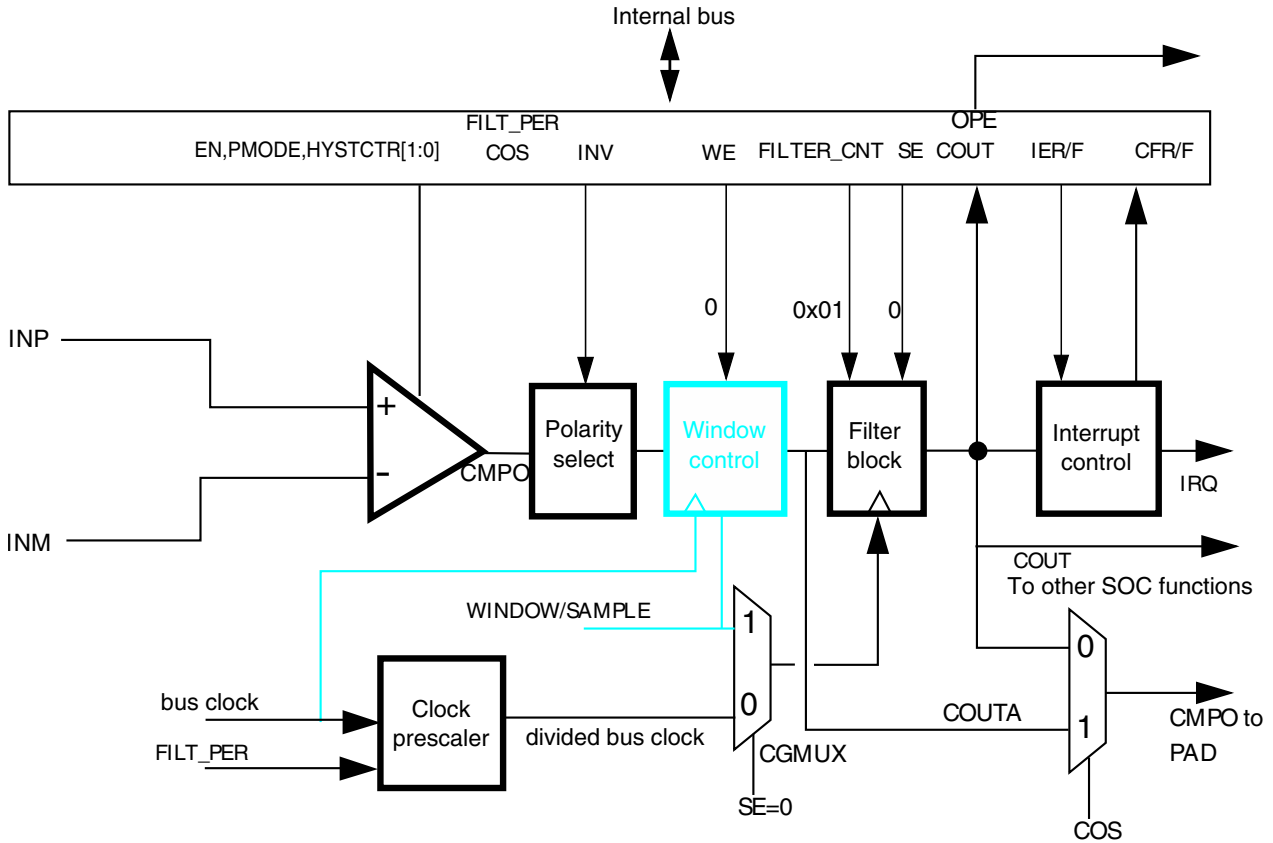 Internal bus
FILT_PER
OPE
EN,PMODE,HYSTCTR[1:0]
COS
INV
WE
FILTER_CNT
SE
COUT
IER/F
CFR/F
0
0x01
0
INP
+
Polarity
select
Window
control
Filter
block
Interrupt
control
-
CMPO
IRQ
INM
COUT
To other SOC functions
WINDOW/SAMPLE
1
0
bus clock
0
Clock
prescaler
divided bus clock
COUTA
1
CMPO to
PAD
FILT_PER
CGMUX
SE=0
COS